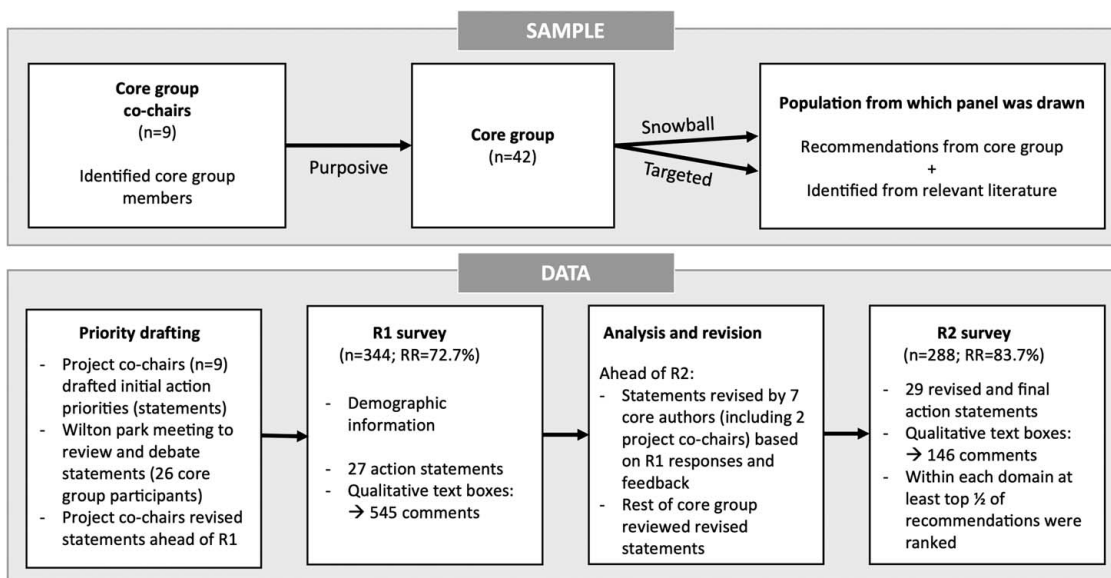 SAMPLE
Core group
co-chairs
(n=9)
Identified core group
members
Purposive
Core group
(n=42)
Snowball
Targeted
Population from which panel was drawn
Recommendations from core group
+
Identified from relevant literature
DATA
Priority drafting
- Project co-chairs (n=9)
drafted initial action
priorities (statements)
- Wilton park meeting to
review and debate
statements (26 core
group participants)
- Project co-chairs revised
statements ahead of R1
R1 survey
(n=344; RR=72.7%)
- Demographic
information
- 27 action statements
- Qualitative text boxes:
→ 545 comments
Analysis and revision
Ahead of R2:
- Statements revised by 7
core authors (including 2
project co-chairs) based
on R1 responses and
feedback
- Rest of core group
reviewed revised
statements
R2 survey
(n=288; RR=83.7%)
- 29 revised and final
action statements
- Qualitative text boxes:
→ 146 comments
- Within each domain at
least top ½ of
recommendations were
ranked